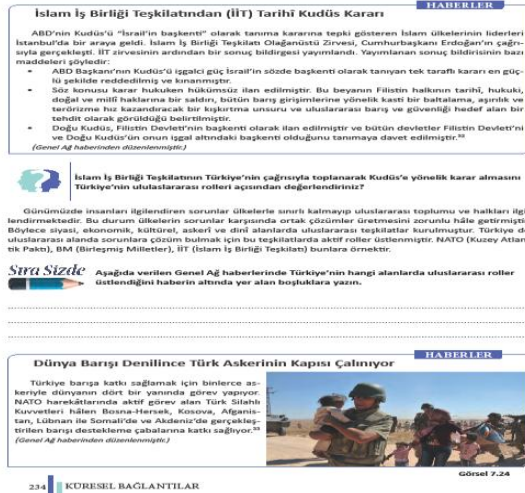 HABERLER
İslam İş Birliği Teşkilatından (İİT) Tarihî Kudüs Kararı
ABD'nin Kudüs'ü "İsrail'in başkenti" olarak tanıma kararına tepki gösteren İslam ülkelerinin liderleri
İstanbul'da bir araya geldi. İslam İş Birliği Teşkilatı Olağanüstü Zirvesi, Cumhurbaşkanı Erdoğan'ın çağrı-
sıyla gerçekleşti. İİT zirvesinin ardından bir sonuç bildirgesi yayımlandı. Yayımlanan sonuç bildirisinin bazı
maddeleri şöyledir:
• ABD Başkanı'nın Kudüs'ü işgalci güç İsrail'in sözde başkenti olarak tanıyan tek taraflı kararı en güç-
lü şekilde reddedilmiş ve kınanmıştır.
• Söz konusu karar hukuken hükümsüz ilan edilmiştir. Bu beyanın Filistin halkının tarihî, hukuki,
doğal ve millî haklarına bir saldırı, bütün barış girişimlerine yönelik kasti bir baltalama, aşırılık ve
terörizme hız kazandıracak bir kışkırtma unsuru ve uluslararası barış ve güvenliği hedef alan bir
tehdit olarak görüldüğü belirtilmiştir.
• Doğu Kudüs, Filistin Devleti'nin başkenti olarak ilan edilmiştir ve bütün devletler Filistin Devleti'ni
ve Doğu Kudüs'ün onun işgal altındaki başkenti olduğunu tanımaya davet edilmiştir.⁵²
(Genel Ağ haberinden düzenlenmiştir.)
İslam İş Birliği Teşkilatının Türkiye'nin çağrısıyla toplanarak Kudüs'e yönelik karar almasını
Türkiye'nin ululaslararası rolleri açısından değerlendiriniz?
Günümüzde insanları ilgilendiren sorunlar ülkelerle sınırlı kalmayıp uluslararası toplumu ve halkları ilgi
lendirmektedir. Bu durum ülkelerin sorunlar karşısında ortak çözümler üretmesini zorunlu hâle getirmişti
Böylece siyasi, ekonomik, kültürel, askerî ve dinî alanlarda uluslararası teşkilatlar kurulmuştur. Türkiye d
uluslararası alanda sorunlara çözüm bulmak için bu teşkilatlarda aktif roller üstlenmiştir. NATO (Kuzey Atlan
tik Paktı), BM (Birleşmiş Milletler), İİT (İslam İş Birliği Teşkilatı) bunlara örnektir.
Sıra Sizde
Aşağıda verilen Genel Ağ haberlerinde Türkiye'nin hangi alanlarda uluslararası roller
üstlendiğini haberin altında yer alan boşluklara yazın.
HABERLER
Dünya Barışı Denilince Türk Askerinin Kapısı Çalınıyor
Türkiye barışa katkı sağlamak için binlerce as-
keriyle dünyanın dört bir yanında görev yapıyor.
NATO harekâtlarında aktif görev alan Türk Silahlı
Kuvvetleri hâlen Bosna-Hersek, Kosova, Afganis-
tan, Lübnan ile Somali'de ve Akdeniz'de gerçekleş-
tirilen barışı destekleme çabalarına katkı sağlıyor.⁵³
(Genel Ağ haberinden düzenlenmiştir.)
Görsel 7.24
234 KÜRESEL BAĞLANTILAR